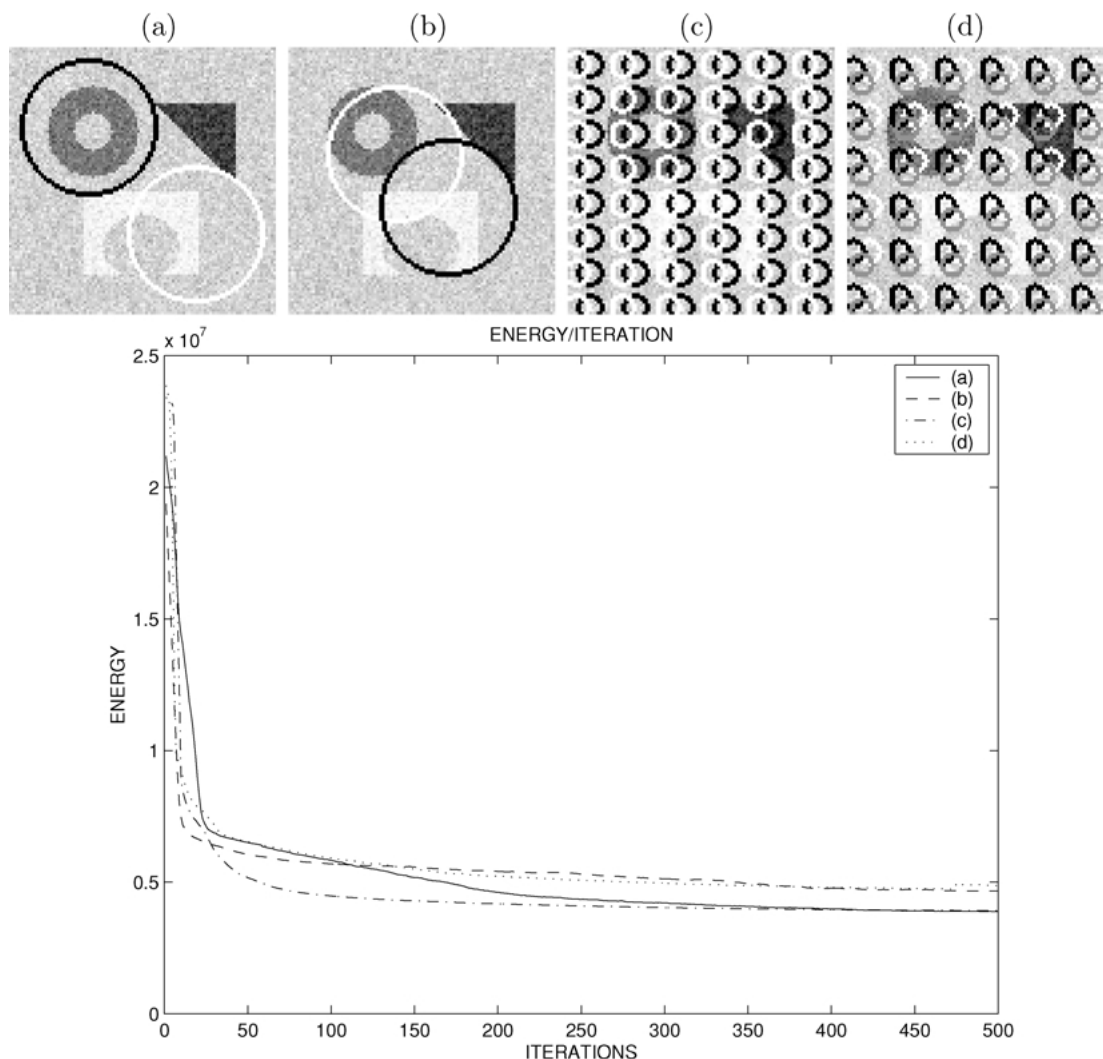 (a) (b) (c) (d)
ENERGY/ITERATION
x 10^7
2.5
2
1.5
1
0.5
0
ENERGY
(a)
(b)
(c)
(d)
0 50 100 150 200 250 300 350 400 450 500
ITERATIONS